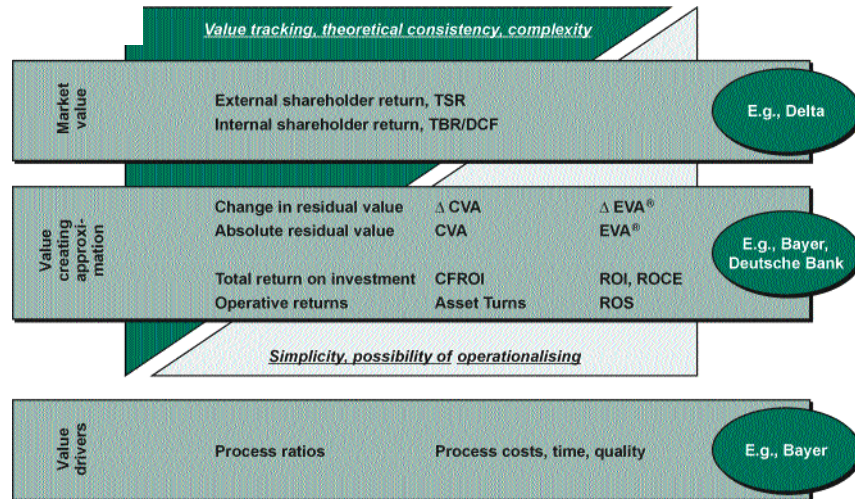 Value tracking, theoretical consistency, complexity
Market
value
External shareholder return, TSR
Internal shareholder return, TBR/DCF
E.g., Delta
Value
creating
approxi-
mation
Change in residual value Δ CVA Δ EVA®
Absolute residual value CVA EVA®
Total return on investment CFROI ROI, ROCE
Operative returns Asset Turns ROS
E.g., Bayer,
Deutsche Bank
Simplicity, possibility of operationalising
Value
drivers
Process ratios Process costs, time, quality
E.g., Bayer